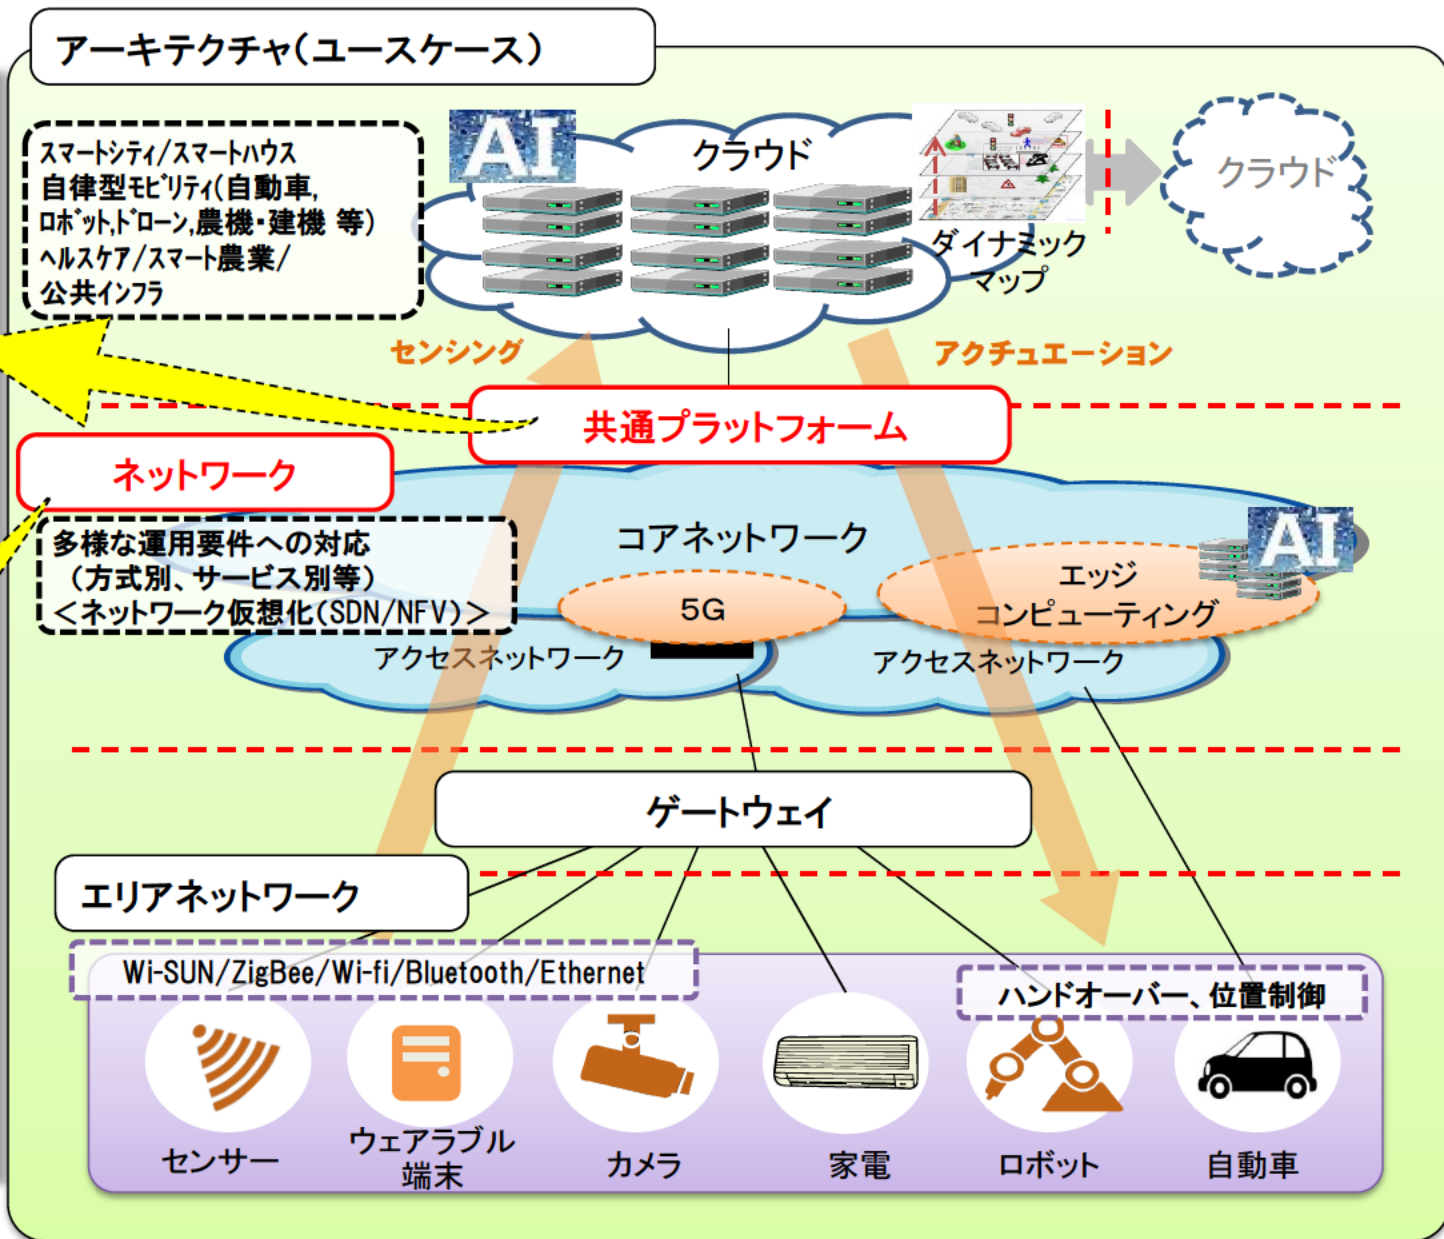 アーキテクチャ(ユースケース)
スマートシティ/スマートハウス
自律型モビリティ(自動車,
ロボット,ドローン,農機・建機 等)
ヘルスケア/スマート農業/
公共インフラ
AI
クラウド
ダイナミック
マップ
クラウド
センシング
アクチュエーション
共通プラットフォーム
ネットワーク
多様な運用要件への対応
(方式別、サービス別等)
<ネットワーク仮想化(SDN/NFV)>
コアネットワーク
AI
エッジ
コンピューティング
5G
アクセスネットワーク
アクセスネットワーク
ゲートウェイ
エリアネットワーク
Wi-SUN/ZigBee/Wi-fi/Bluetooth/Ethernet
ハンドオーバー、位置制御
センサー
ウェアラブル
端末
カメラ
家電
ロボット
自動車